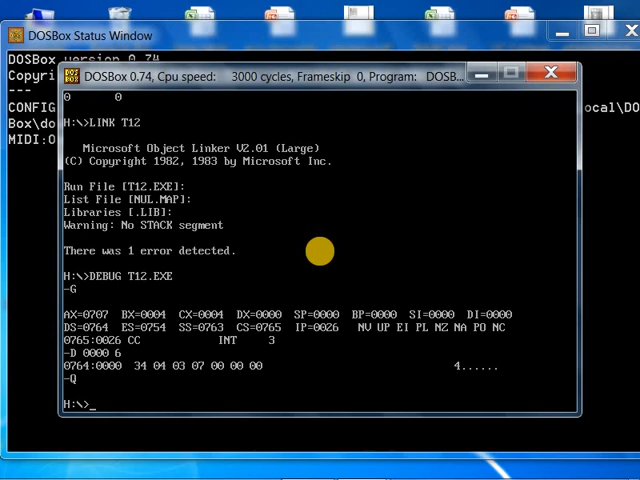 DOSBox Status Window
DOSBox version 0.74
Copyri
---
CONFIG
ocal\DO
Box\do
MIDI:O
DOSBox 0.74, Cpu speed:    3000 cycles, Frameskip  0, Program:  DOSB...
0       0
H:\>LINK T12
Microsoft Object Linker V2.01 (Large)
(C) Copyright 1982, 1983 by Microsoft Inc.
Run File [T12.EXE]:
List File [NUL.MAP]:
Libraries [.LIB]:
Warning: No STACK segment
There was 1 error detected.
H:\>DEBUG T12.EXE
-G
AX=0707  BX=0004  CX=0004  DX=0000  SP=0000  BP=0000  SI=0000  DI=0000
DS=0764  ES=0754  SS=0763  CS=0765  IP=0026   NV UP EI PL NZ NA PO NC
0765:0026 CC            INT     3
-D 0000 6
0764:0000  34 04 03 07 00 00 00                              4......
-Q
H:\>_